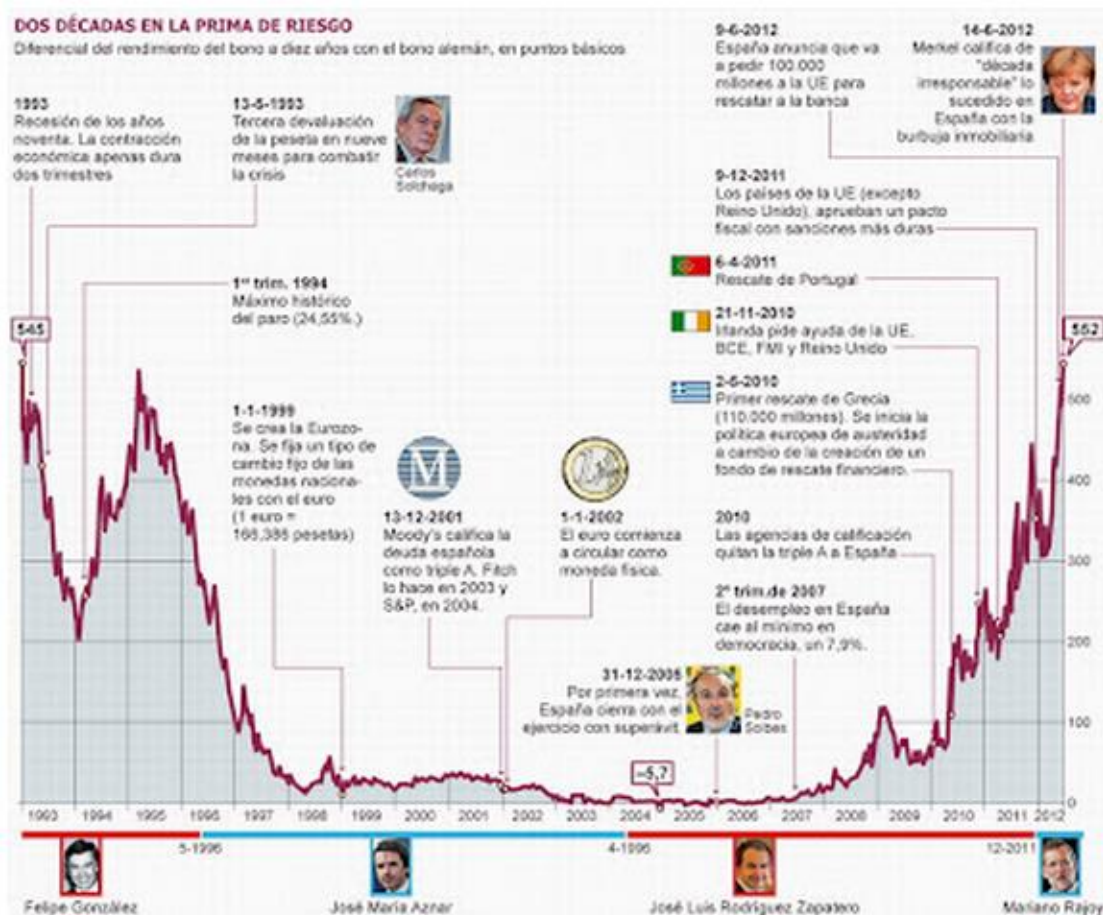 DOS DÉCADAS EN LA PRIMA DE RIESGO
Diferencial del rendimiento del bono a diez años con el bono alemán, en puntos básicos
1993
Recesión de los años
noventa. La contracción
económica apenas dura
dos trimestres
13-5-1993
Tercera devaluación
de la peseta en nueve
meses para combatir
la crisis
Carlos
Solchaga
9-6-2012
España anuncia que va
a pedir 100.000
millones a la UE para
rescatar a la banca
14-6-2012
Merkel califica de
"década
irresponsable" lo
sucedido en
España con la
burbuja inmobiliaria
9-12-2011
Los países de la UE (excepto
Reino Unido), aprueban un pacto
fiscal con sanciones más duras
6-4-2011
Rescate de Portugal
21-11-2010
Irlanda pide ayuda de la UE,
BCE, FMI y Reino Unido
2-5-2010
Primer rescate de Grecia
(110.000 millones). Se inicia la
política europea de austeridad
a cambio de la creación de un
fondo de rescate financiero.
2010
Las agencias de calificación
quitan la triple A a España
2º trim.de 2007
El desempleo en España
cae al mínimo en
democracia, un 7,9%.
1er trim. 1994
Máximo histórico
del paro (24,55%.)
1-1-1999
Se crea la Eurozo-
na. Se fija un tipo de
cambio fijo de las
monedas naciona-
les con el euro
(1 euro =
166,386 pesetas)
M
13-12-2001
Moody's califica la
deuda española
como triple A. Fitch
lo hace en 2003 y
S&P, en 2004.
1-1-2002
El euro comienza
a circular como
moneda física.
31-12-2005
Por primera vez,
España cierra con el
ejercicio con superávit.
Pedro
Solbes
545
552
−5,7
500
400
300
200
100
0
1993 1994 1995 1996 1997 1998 1999 2000 2001 2002 2003 2004 2005 2006 2007 2008 2009 2010 2011 2012
5-1996 4-1996 12-2011
Felipe González José María Aznar José Luis Rodríguez Zapatero Mariano Rajoy